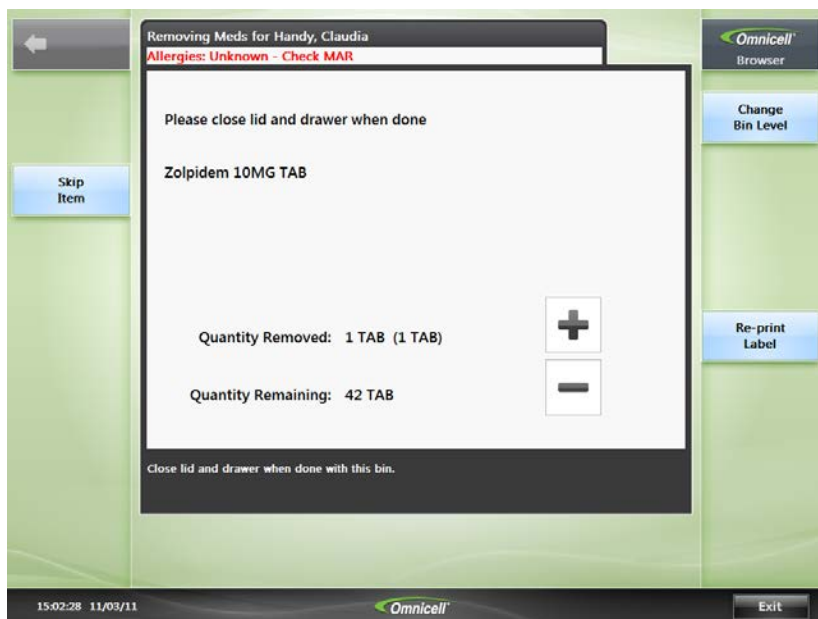 Removing Meds for Handy, Claudia
Allergies: Unknown - Check MAR
Omnicell
Browser
Change
Bin Level
Please close lid and drawer when done
Zolpidem 10MG TAB
Skip
Item
Quantity Removed: 1 TAB (1 TAB)
Re-print
Label
Quantity Remaining: 42 TAB
Close lid and drawer when done with this bin.
15:02:28 11/03/11
Omnicell
Exit